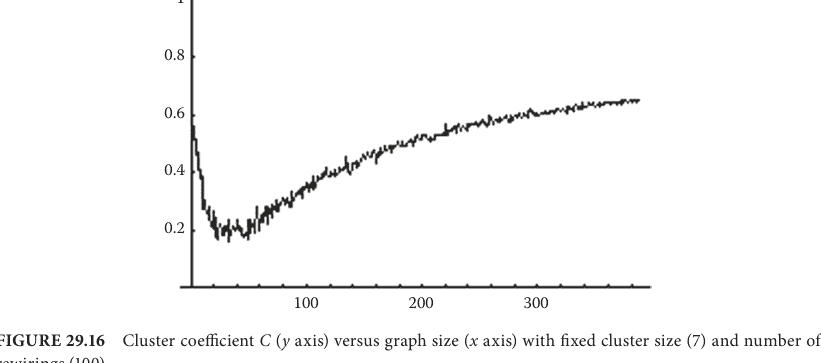 1
0.8
0.6
0.4
0.2
100 200 300
FIGURE 29.16 Cluster coefficient C (y axis) versus graph size (x axis) with fixed cluster size (7) and number of
rewirings (100)